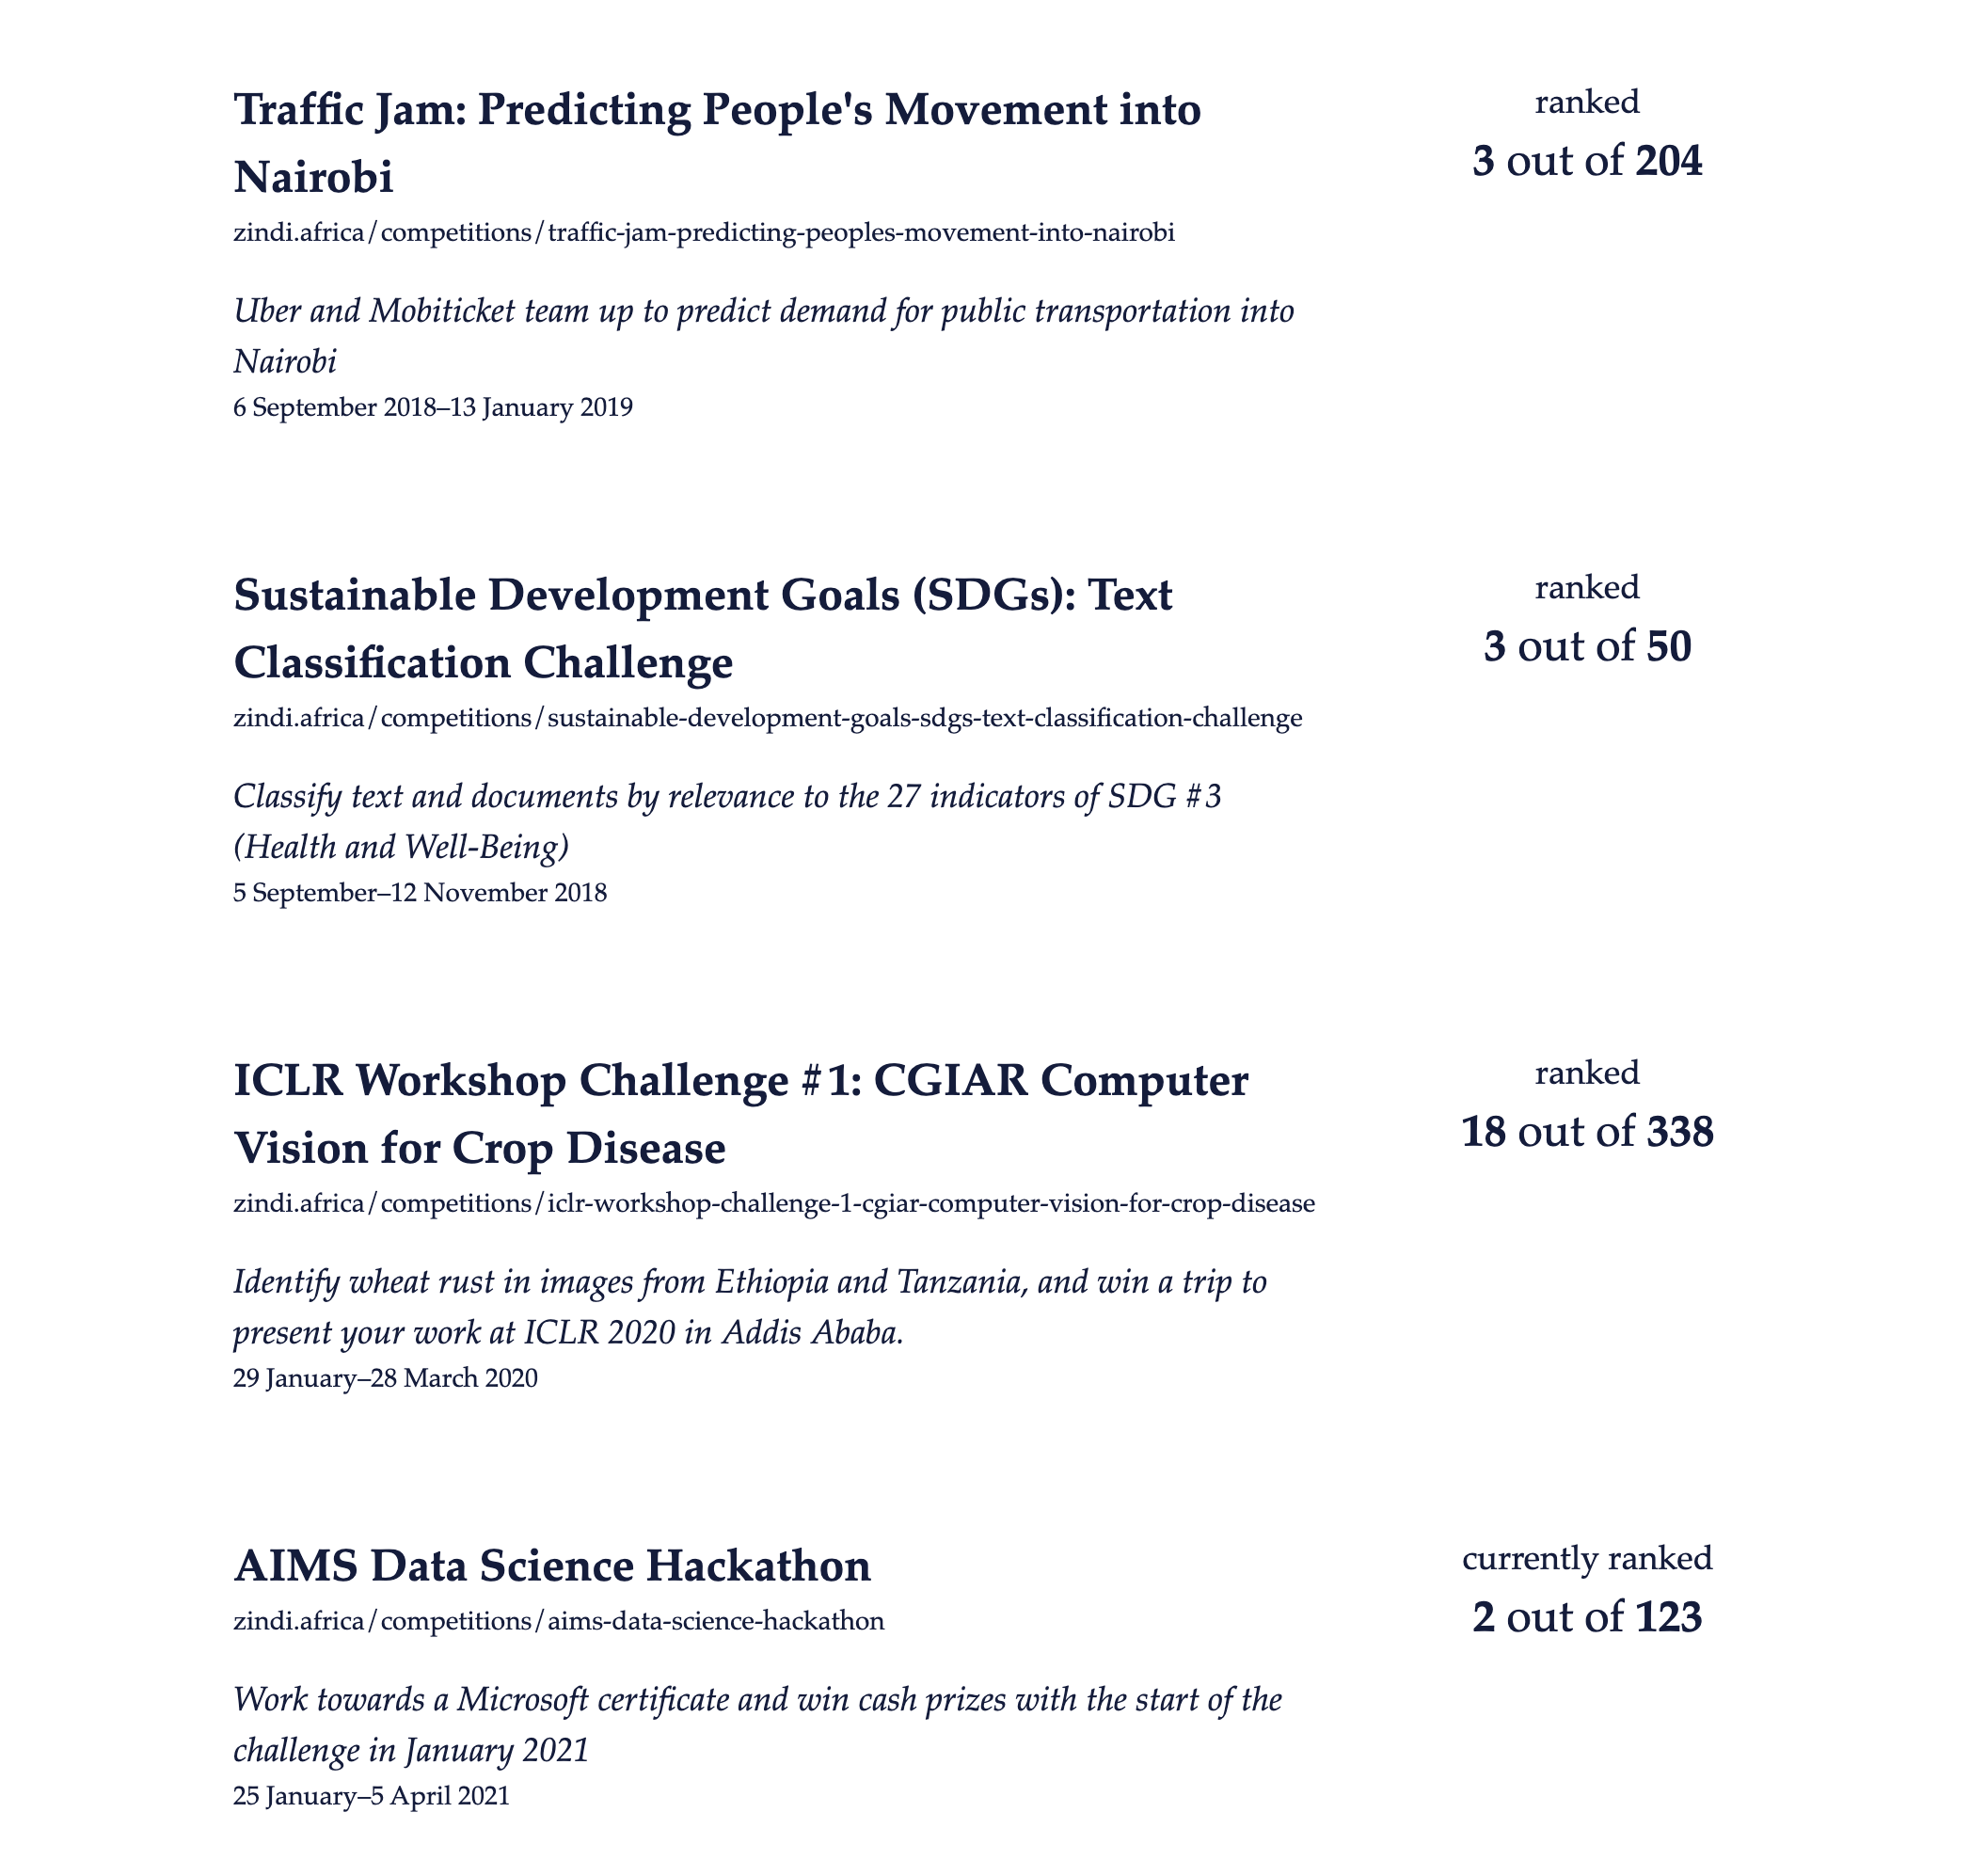 Traffic Jam: Predicting People's Movement into
Nairobi
zindi.africa/competitions/traffic-jam-predicting-peoples-movement-into-nairobi
Uber and Mobiticket team up to predict demand for public transportation into
Nairobi
6 September 2018–13 January 2019
ranked
3 out of 204
Sustainable Development Goals (SDGs): Text
Classification Challenge
zindi.africa/competitions/sustainable-development-goals-sdgs-text-classification-challenge
Classify text and documents by relevance to the 27 indicators of SDG #3
(Health and Well-Being)
5 September–12 November 2018
ranked
3 out of 50
ICLR Workshop Challenge #1: CGIAR Computer
Vision for Crop Disease
zindi.africa/competitions/iclr-workshop-challenge-1-cgiar-computer-vision-for-crop-disease
Identify wheat rust in images from Ethiopia and Tanzania, and win a trip to
present your work at ICLR 2020 in Addis Ababa.
29 January–28 March 2020
ranked
18 out of 338
AIMS Data Science Hackathon
zindi.africa/competitions/aims-data-science-hackathon
Work towards a Microsoft certificate and win cash prizes with the start of the
challenge in January 2021
25 January–5 April 2021
currently ranked
2 out of 123